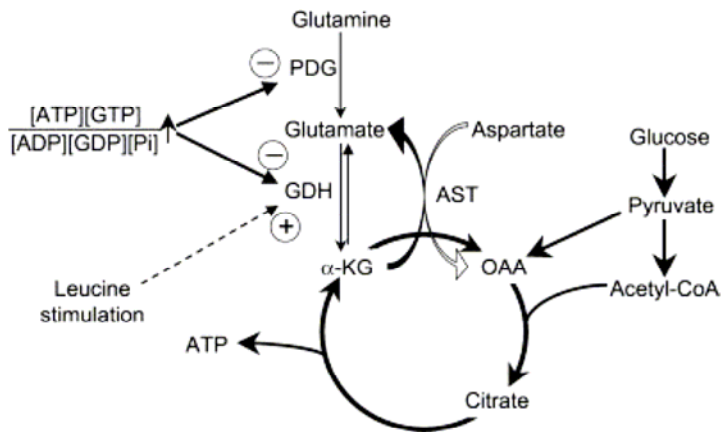 Glutamine
− PDG
[ATP][GTP]
[ADP][GDP][Pi]
Glutamate
Aspartate
Glucose
−
GDH
AST
Pyruvate
+
α-KG
OAA
Acetyl-CoA
Leucine
stimulation
ATP
Citrate